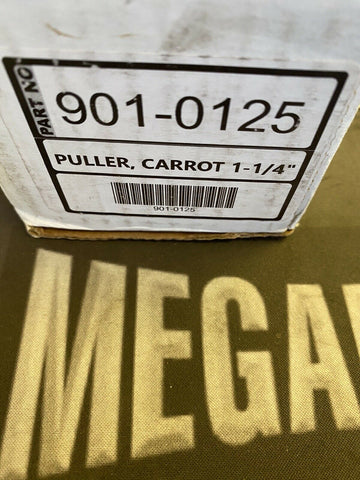 PART NO
901-0125
PULLER, CARROT 1-1/4"
901-0125
MEGA